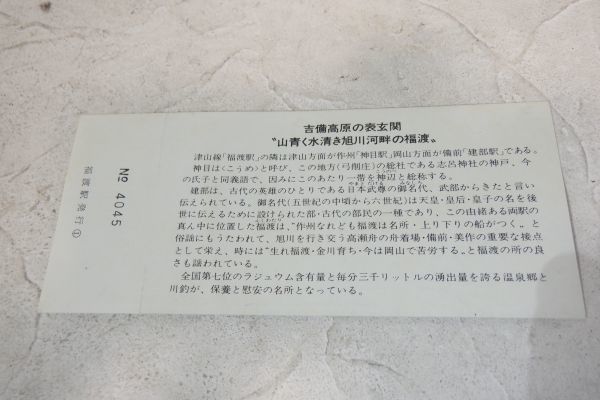 吉備高原の表玄関
〝山青く水清き旭川河畔の福渡〟
津山線「福渡駅」の隣は津山方面が作州「神目駅」岡山方面が備前「建部駅」である。
神目は(こうめ)と呼び、この地方(弓削庄)の総社である志呂神社の神戸、今
の氏子と同義語で、因みにこのあたり一帯を神辺と総称する。
建部は、古代の英雄のひとりである日本武尊の御名代、武部からきたと言い
伝えられている。御名代(五世紀の中頃から六世紀)は天皇・皇后・皇子の名を後
世に伝えるために設けられた部・古代の部民の一種であり、この由緒ある両駅の
真ん中に位置した福渡は、〝作州なれども福渡は名所・上り下りの船がつく〟と
俗謡にもうたわれて、旭川を行き交う高瀬舟の舟着場・備前・美作の重要な接点
として栄え、時には〝生れ福渡・金川育ち・今は岡山で苦労する〟と福渡の所の良
さも謡われている。
全国第七位のラジュウム含有量と毎分三千リットルの湧出量を誇る温泉郷と
川釣が、保養と慰安の名所となっている。
No 4045
福渡駅発行 ①